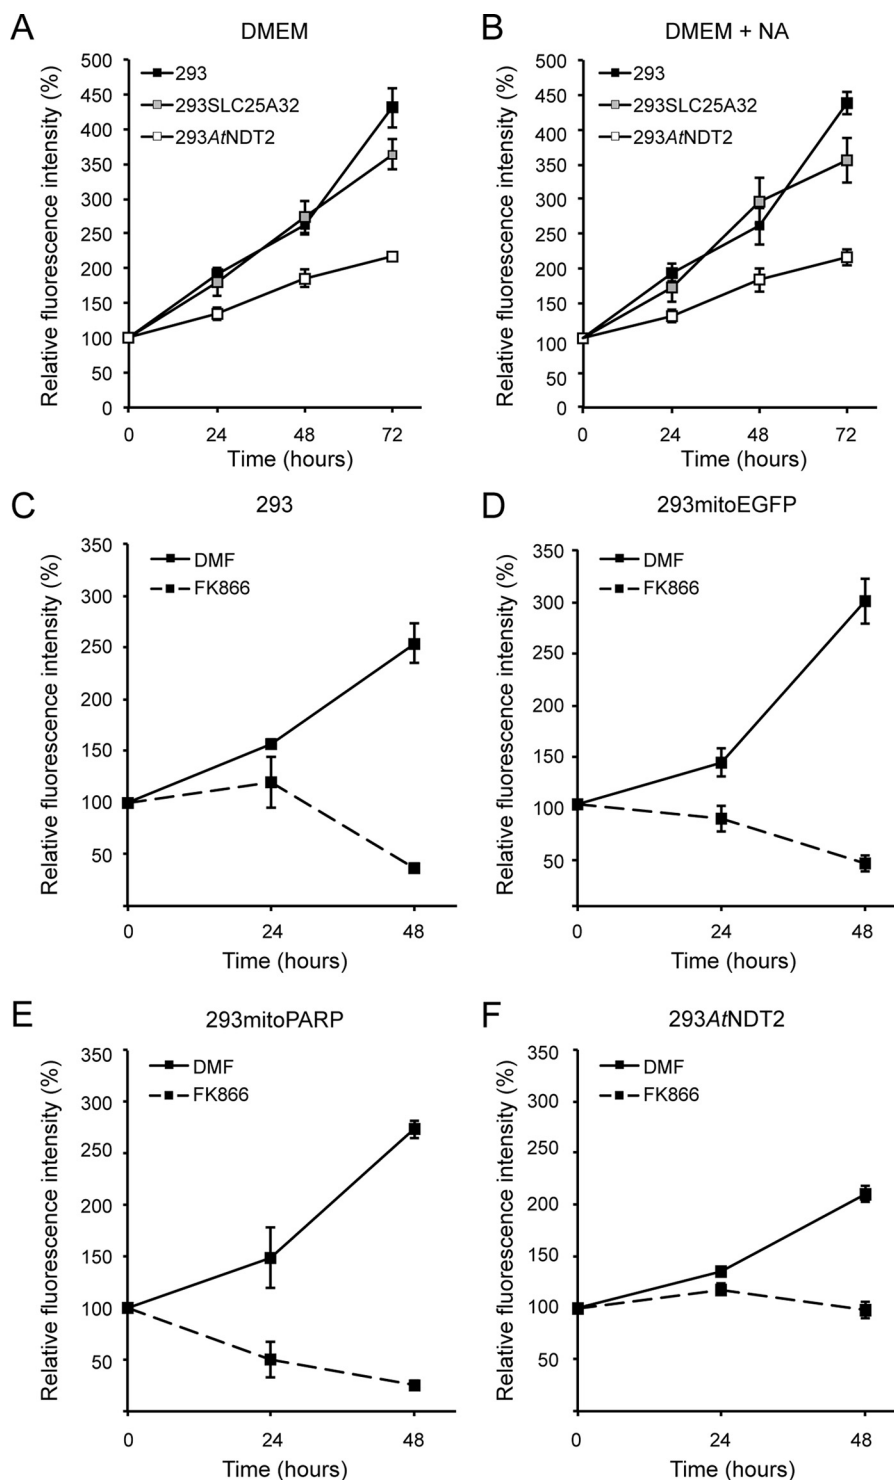 A
DMEM
Relative fluorescence intensity (%)
500
450
400
350
300
250
200
150
100
50
0
293
293SLC25A32
293AtNDT2
0 24 48 72
Time (hours)
B
DMEM + NA
Relative fluorescence intensity (%)
500
450
400
350
300
250
200
150
100
50
0
293
293SLC25A32
293AtNDT2
0 24 48 72
Time (hours)
C
293
Relative fluorescence intensity (%)
350
300
250
200
150
100
50
DMF
FK866
0 24 48
Time (hours)
D
293mitoEGFP
Relative fluorescence intensity (%)
350
300
250
200
150
100
50
DMF
FK866
0 24 48
Time (hours)
E
293mitoPARP
Relative fluorescence intensity (%)
350
300
250
200
150
100
50
DMF
FK866
0 24 48
Time (hours)
F
293AtNDT2
Relative fluorescence intensity (%)
350
300
250
200
150
100
50
DMF
FK866
0 24 48
Time (hours)